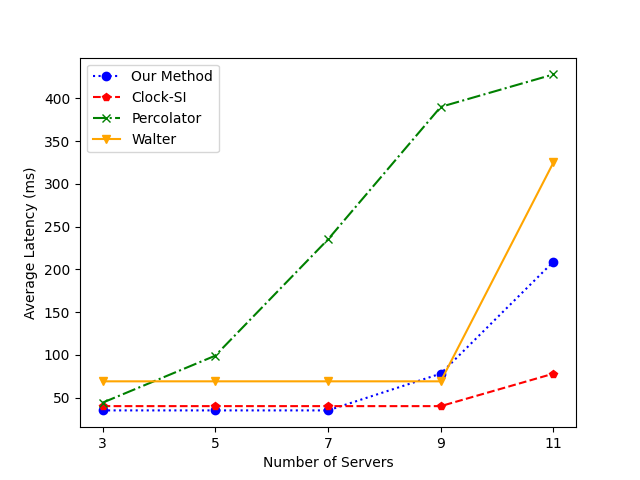 Our Method
Clock-SI
Percolator
Walter
400
350
300
250
200
150
100
50
Average Latency (ms)
3 5 7 9 11
Number of Servers